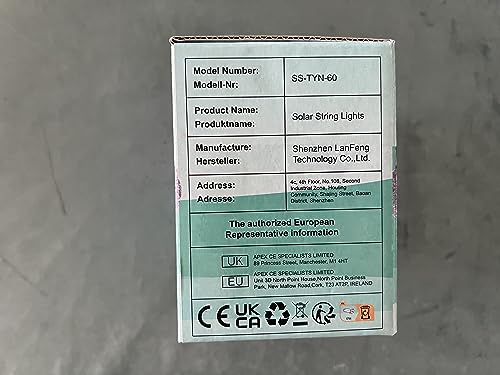 Model Number:
Modell-Nr:
SS-TYN-60
Product Name:
Produktname:
Solar String Lights
Manufacture:
Hersteller:
Shenzhen LanFeng
Technology Co.,Ltd.
Address:
Adresse:
4c, 4th Floor, No.108, Second
Industrial Zone, Houting
Community, Shajing Street, Baoan
District, Shenzhen
The authorized European
Representative Information
UK
APEX CE SPECIALISTS LIMITED
89 Princess Street, Manchester, M1 4HT
EU
APEX CE SPECIALISTS LIMITED
Unit 3D North Point House,North Point Business
Park, New Mallow Road,Cork, T23 AT2P, IRELAND
CE
UK
CA